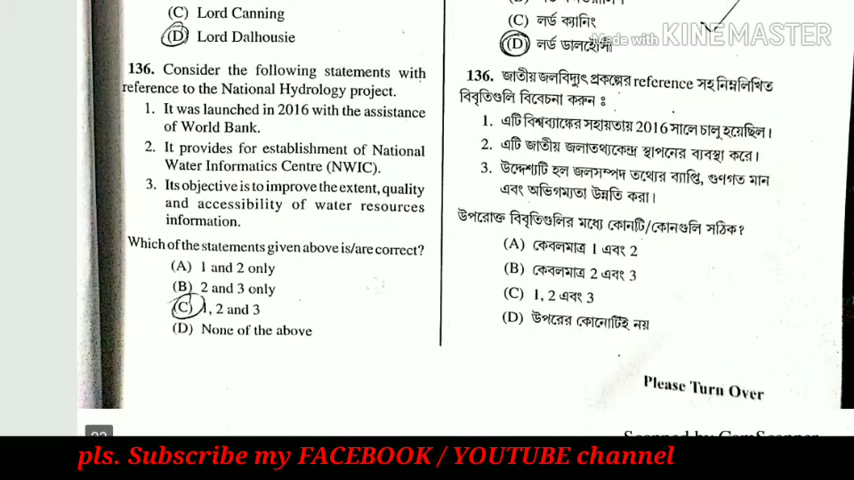 (C) Lord Canning
(D) Lord Dalhousie
136. Consider the following statements with
reference to the National Hydrology project.
1. It was launched in 2016 with the assistance
of World Bank.
2. It provides for establishment of National
Water Informatics Centre (NWIC).
3. Its objective is to improve the extent, quality
and accessibility of water resources
information.
Which of the statements given above is/are correct?
(A) 1 and 2 only
(B) 2 and 3 only
(C) 1, 2 and 3
(D) None of the above
(C) লর্ড ক্যানিং
(D) লর্ড ডালহৌসী
Made with KINEMASTER
136. জাতীয় জলবিদ্যুৎ প্রকল্পের reference সহ নিম্নলিখিত
বিবৃতিগুলি বিবেচনা করুন :
1. এটি বিশ্বব্যাঙ্কের সহায়তায় 2016 সালে চালু হয়েছিল।
2. এটি জাতীয় জলাতথ্যকেন্দ্র স্থাপনের ব্যবস্থা করে।
3. উদ্দেশ্যটি হল জলসম্পদ তথ্যের ব্যাপ্তি, গুণগত মান
এবং অভিগম্যতা উন্নতি করা।
উপরোক্ত বিবৃতিগুলির মধ্যে কোনটি/কোনগুলি সঠিক?
(A) কেবলমাত্র 1 এবং 2
(B) কেবলমাত্র 2 এবং 3
(C) 1, 2 এবং 3
(D) উপরের কোনোটিই নয়
Please Turn Over
pls. Subscribe my FACEBOOK / YOUTUBE channel